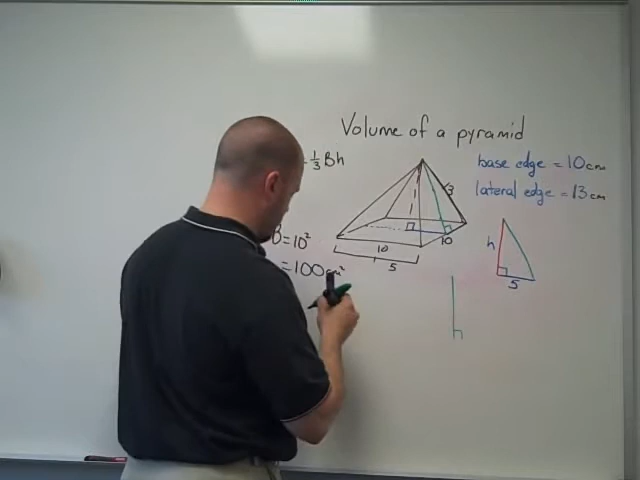 Volume of a pyramid
⅓Bh
base edge = 10cm
lateral edge = 13cm
13
10
10
5
B=10²
=100cm²
h
5